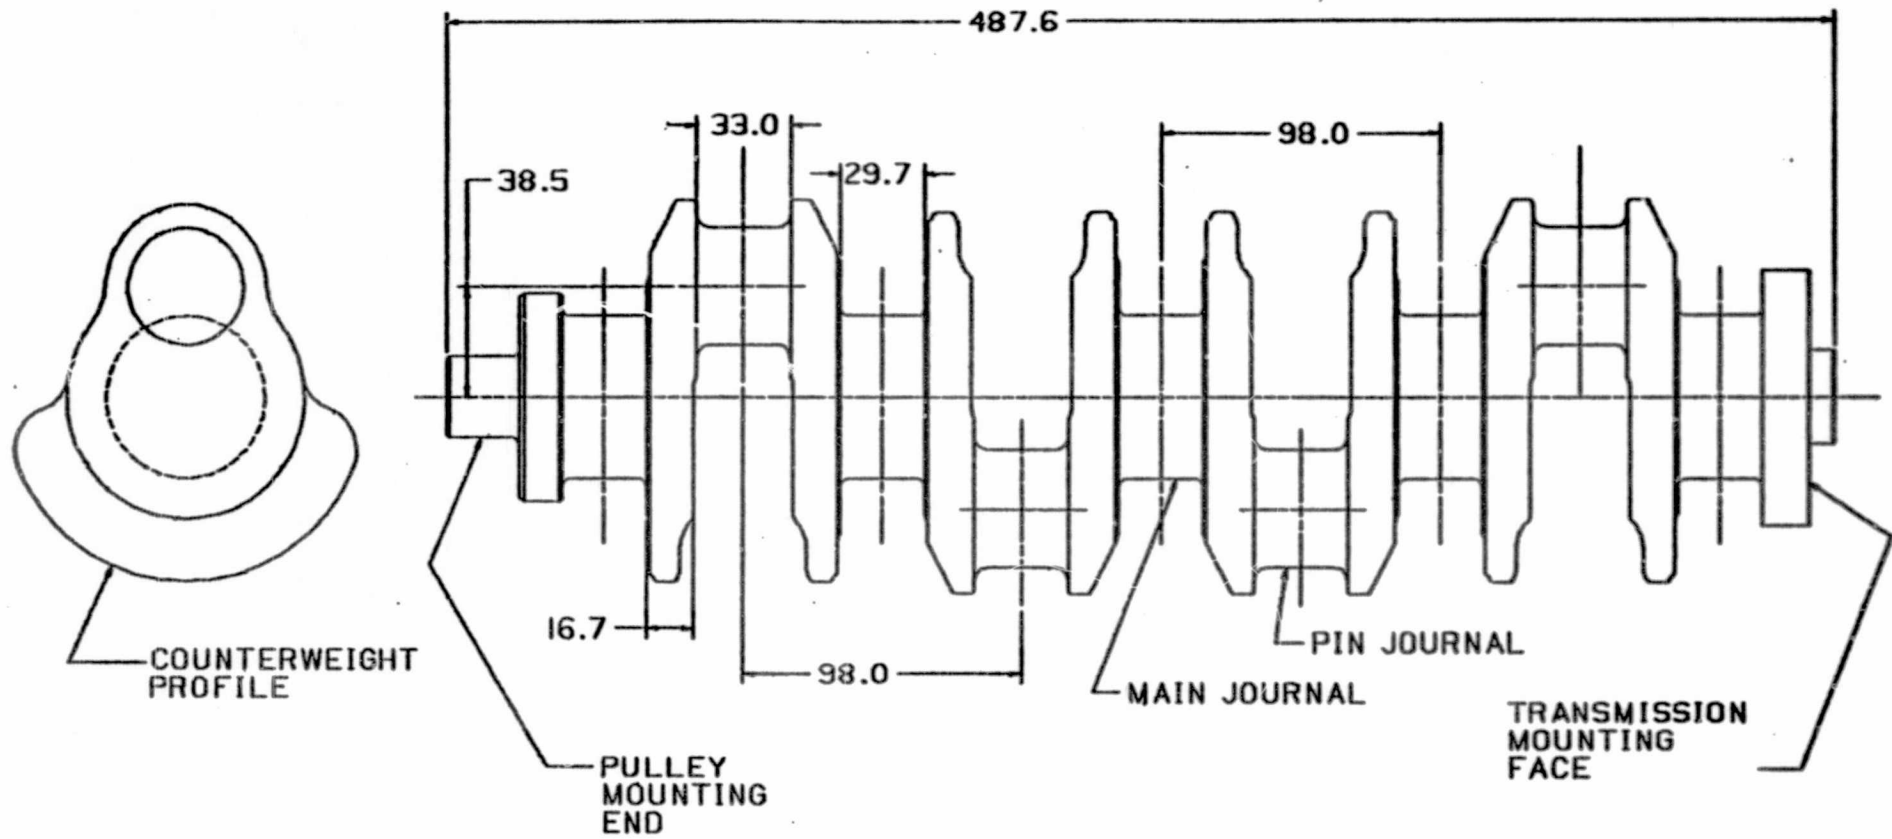 487.6
33.0
98.0
38.5
29.7
16.7
98.0
PIN JOURNAL
MAIN JOURNAL
COUNTERWEIGHT
PROFILE
TRANSMISSION
MOUNTING
FACE
PULLEY
MOUNTING
END